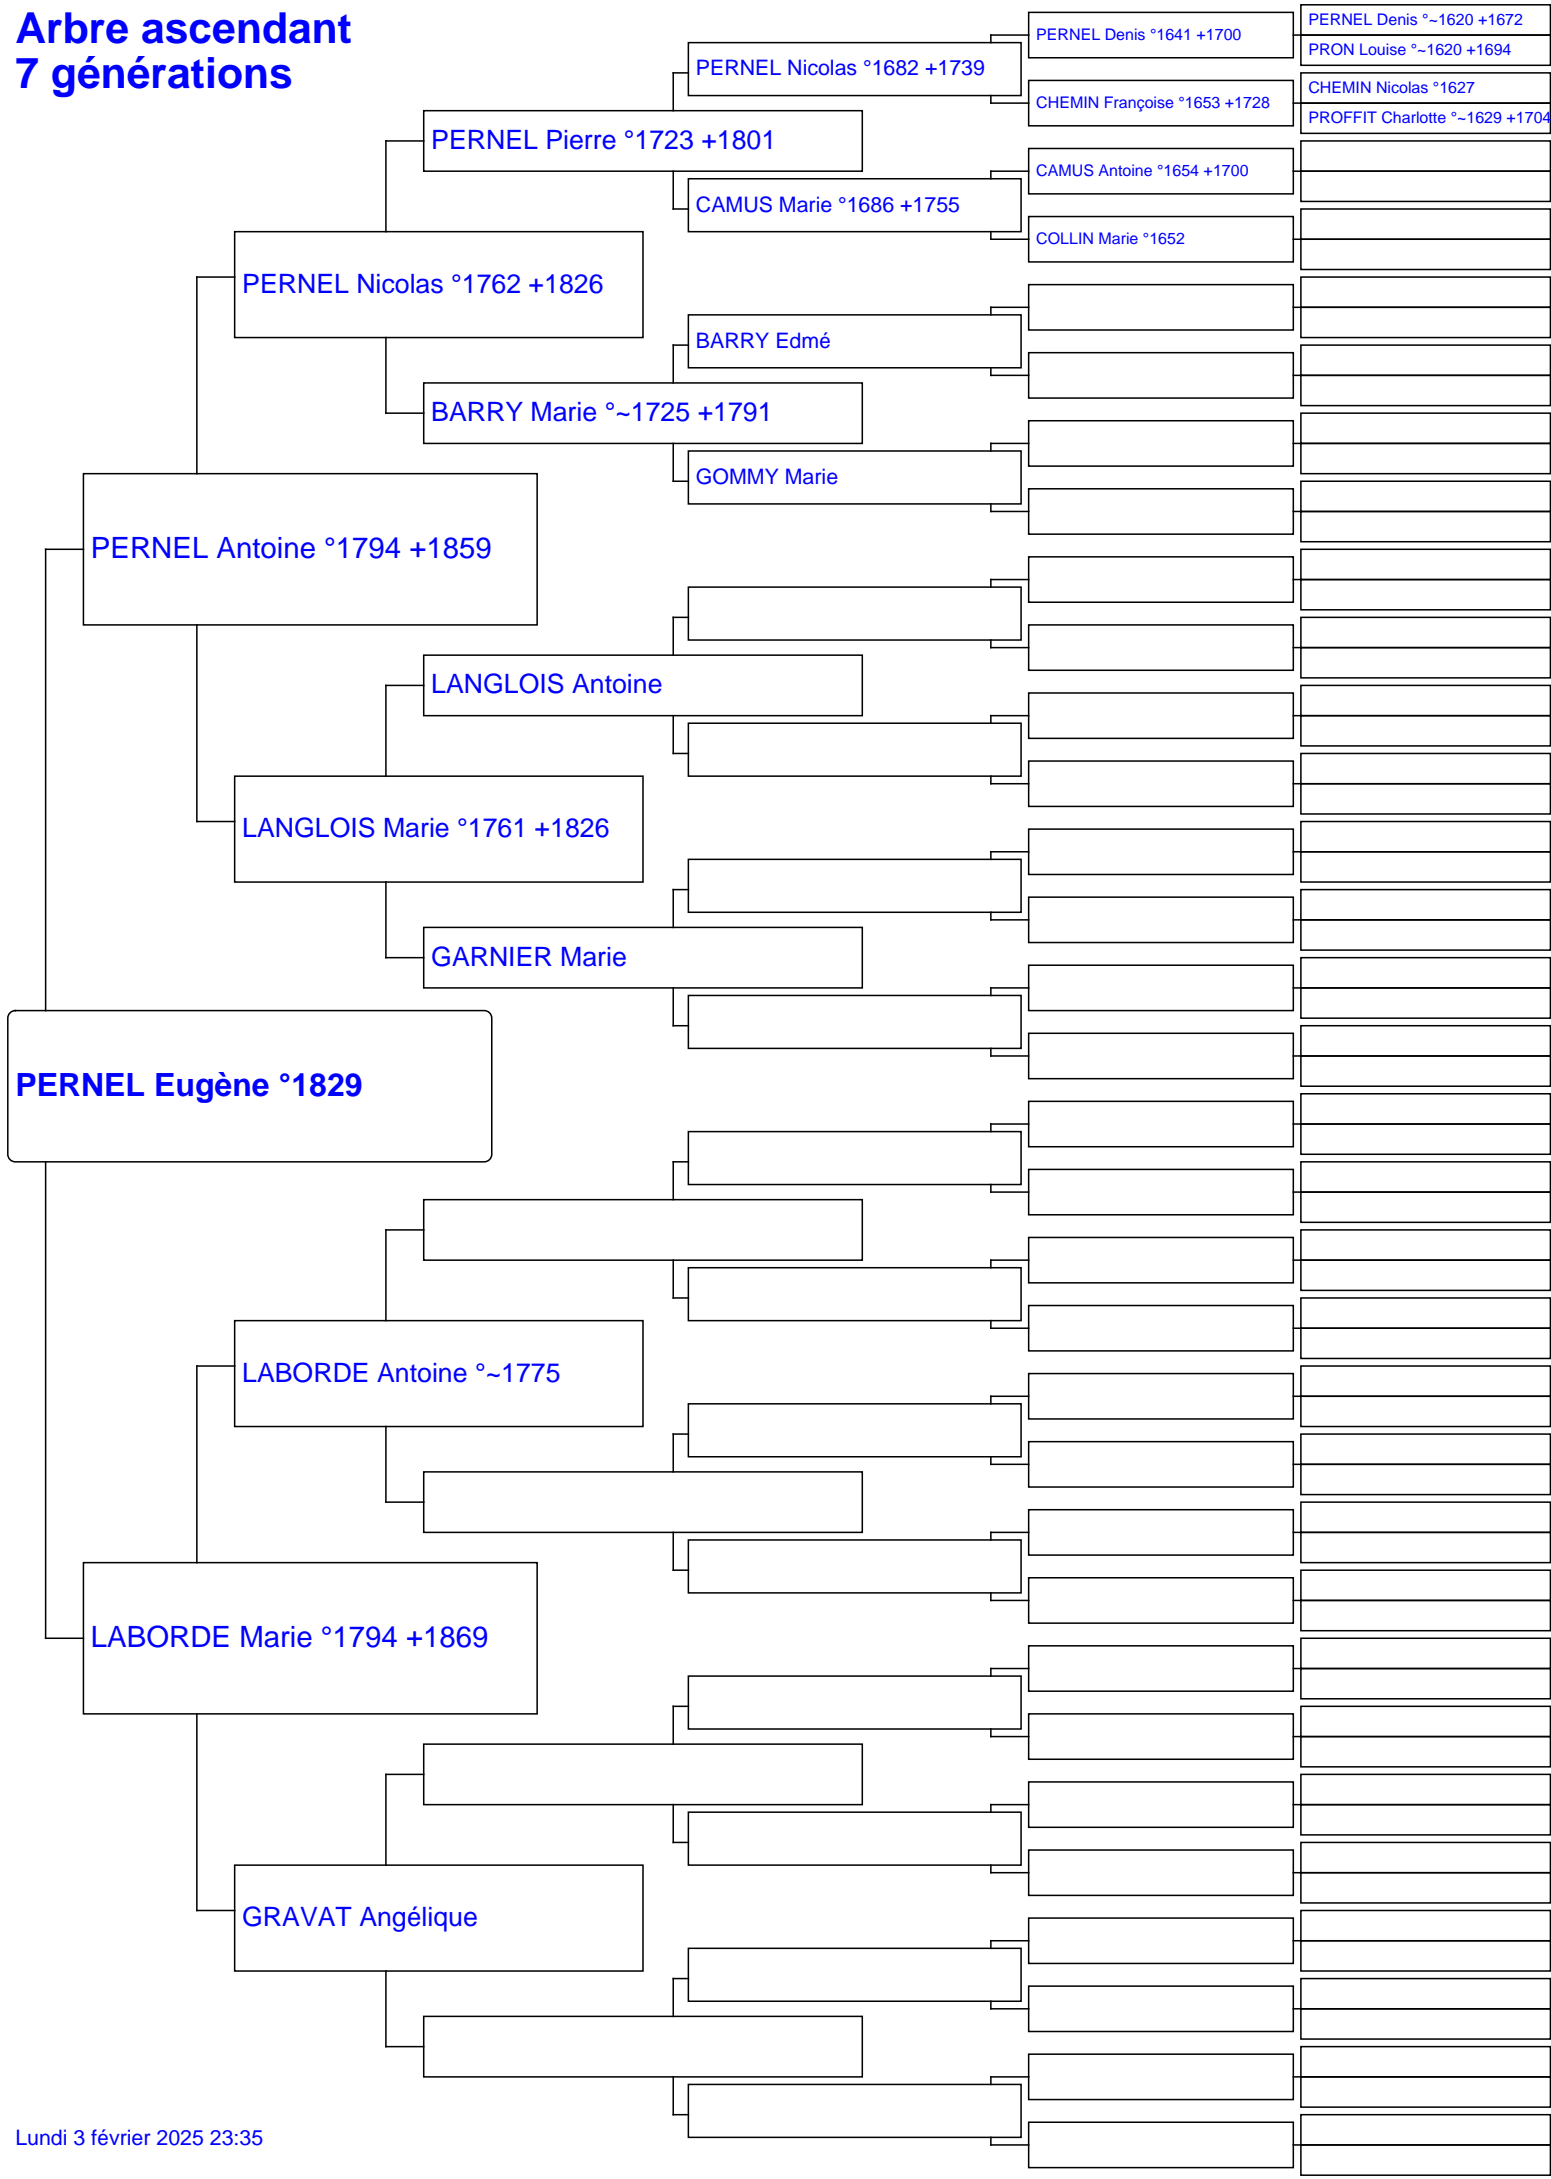 Arbre ascendant
7 générations
PERNEL Denis °~1620 +1672
PERNEL Denis °1641 +1700
PRON Louise °~1620 +1694
PERNEL Nicolas °1682 +1739
CHEMIN Nicolas °1627
CHEMIN Françoise °1653 +1728
PROFFIT Charlotte °~1629 +1704
PERNEL Pierre °1723 +1801
CAMUS Antoine °1654 +1700
CAMUS Marie °1686 +1755
COLLIN Marie °1652
PERNEL Nicolas °1762 +1826
BARRY Edmé
BARRY Marie °~1725 +1791
GOMMY Marie
PERNEL Antoine °1794 +1859
LANGLOIS Antoine
LANGLOIS Marie °1761 +1826
GARNIER Marie
PERNEL Eugène °1829
LABORDE Antoine °~1775
LABORDE Marie °1794 +1869
GRAVAT Angélique
Lundi 3 février 2025 23:35